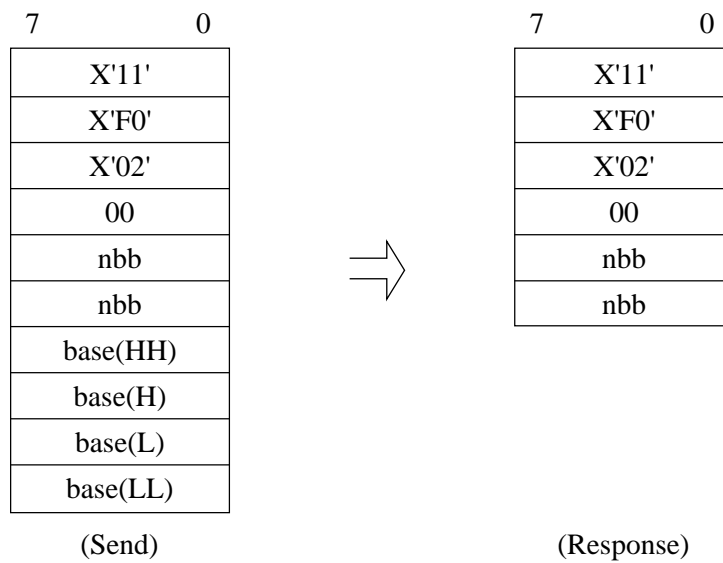 7 0
X'11'
X'F0'
X'02'
00
nbb
nbb
base(HH)
base(H)
base(L)
base(LL)
(Send)
7 0
X'11'
X'F0'
X'02'
00
nbb
nbb
(Response)